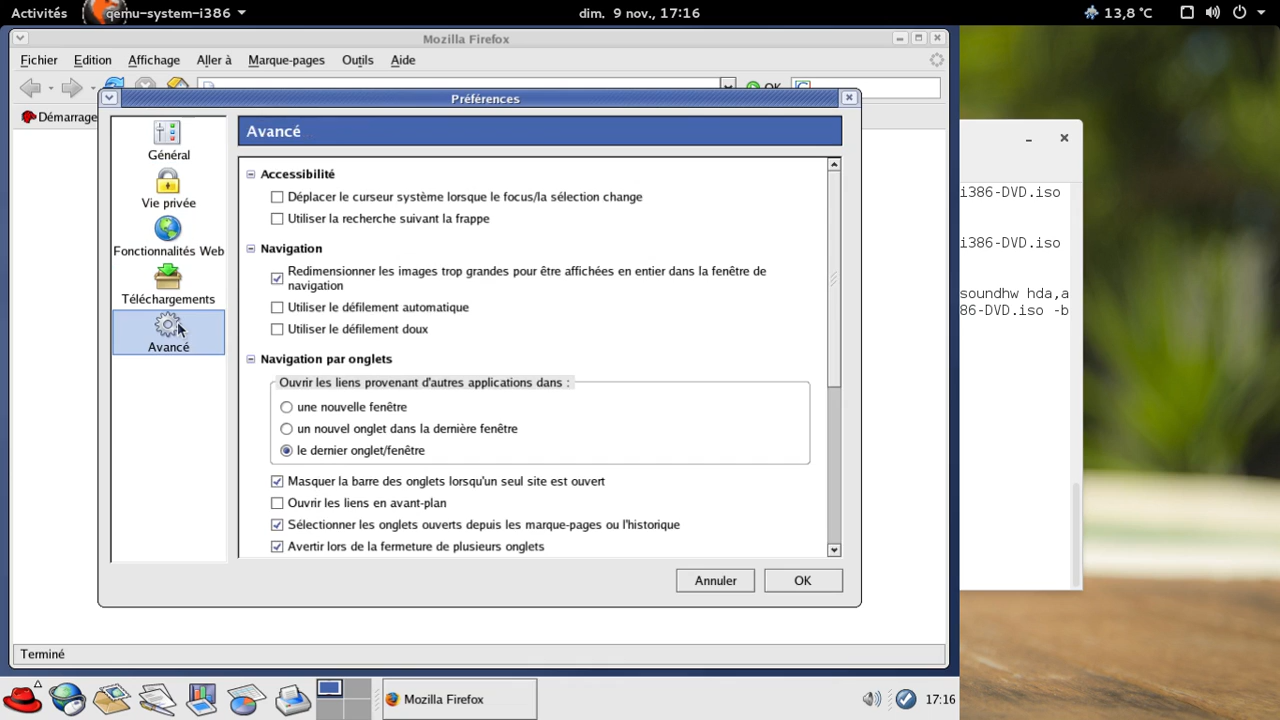 Activités qemu-system-i386 dim. 9 nov., 17:16 13,8 °C
Mozilla Firefox
Fichier Edition Affichage Aller à Marque-pages Outils Aide
OK
Démarrage
Préférences
Général
Vie privée
Fonctionnalités Web
Téléchargements
Avancé
Avancé
Accessibilité
Déplacer le curseur système lorsque le focus/la sélection change
Utiliser la recherche suivant la frappe
Navigation
Redimensionner les images trop grandes pour être affichées en entier dans la fenêtre de
navigation
Utiliser le défilement automatique
Utiliser le défilement doux
Navigation par onglets
Ouvrir les liens provenant d'autres applications dans :
une nouvelle fenêtre
un nouvel onglet dans la dernière fenêtre
le dernier onglet/fenêtre
Masquer la barre des onglets lorsqu'un seul site est ouvert
Ouvrir les liens en avant-plan
Sélectionner les onglets ouverts depuis les marque-pages ou l'historique
Avertir lors de la fermeture de plusieurs onglets
Annuler OK
i386-DVD.iso
i386-DVD.iso
soundhw hda,a
86-DVD.iso -b
Terminé
Mozilla Firefox 17:16